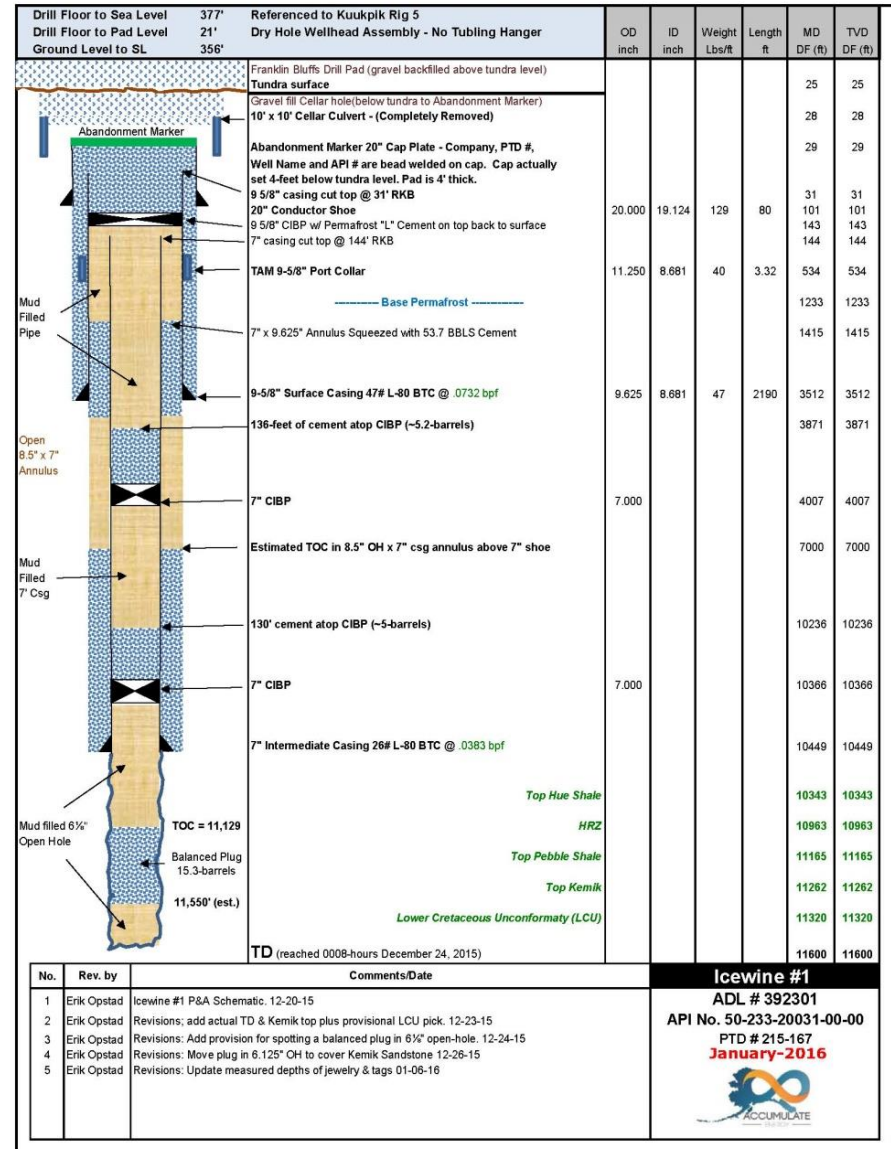 Drill Floor to Sea Level 377' Referenced to Kuukpik Rig 5
Drill Floor to Pad Level 21' Dry Hole Wellhead Assembly - No Tubling Hanger OD ID Weight Length MD TVD
Ground Level to SL 356' inch inch Lbs/ft ft DF (ft) DF (ft)
Franklin Bluffs Drill Pad (gravel backfilled above tundra level)
Tundra surface 25 25
Gravel fill Cellar hole(below tundra to Abandonment Marker)
10' x 10' Cellar Culvert - (Completely Removed) 28 28
Abandonment Marker
Abandonment Marker 20" Cap Plate - Company, PTD #, 29 29
Well Name and API # are bead welded on cap. Cap actually
set 4-feet below tundra level. Pad is 4' thick.
9 5/8" casing cut top @ 31' RKB 31 31
20" Conductor Shoe 20.000 19.124 129 80 101 101
9 5/8" CIBP w/ Permafrost "L" Cement on top back to surface 143 143
7" casing cut top @ 144' RKB 144 144
TAM 9-5/8" Port Collar 11.250 8.681 40 3.32 534 534
Mud
Filled
Pipe
------------ Base Permafrost -------------- 1233 1233
7" x 9.625" Annulus Squeezed with 53.7 BBLS Cement 1415 1415
9-5/8" Surface Casing 47# L-80 BTC @ .0732 bpf 9.625 8.681 47 2190 3512 3512
136-feet of cement atop CIBP (~5.2-barrels) 3871 3871
Open
8.5" x 7"
Annulus
7" CIBP 7.000 4007 4007
Estimated TOC in 8.5" OH x 7" csg annulus above 7" shoe 7000 7000
Mud
Filled
7' Csg
130' cement atop CIBP (~5-barrels) 10236 10236
7" CIBP 7.000 10366 10366
7" Intermediate Casing 26# L-80 BTC @ .0383 bpf 10449 10449
Top Hue Shale 10343 10343
Mud filled 6⅛"
Open Hole
TOC = 11,129
HRZ 10963 10963
Balanced Plug
15.3-barrels
Top Pebble Shale 11165 11165
Top Kemik 11262 11262
11,550' (est.)
Lower Cretaceous Unconformaty (LCU) 11320 11320
TD (reached 0008-hours December 24, 2015) 11600 11600
No. Rev. by Comments/Date
1 Erik Opstad Icewine #1 P&A Schematic. 12-20-15
2 Erik Opstad Revisions; add actual TD & Kemik top plus provisional LCU pick. 12-23-15
3 Erik Opstad Revisions: Add provision for spotting a balanced plug in 6⅛" open-hole. 12-24-15
4 Erik Opstad Revisions: Move plug in 6.125" OH to cover Kemik Sandstone 12-26-15
5 Erik Opstad Revisions: Update measured depths of jewelry & tags 01-06-16
Icewine #1
ADL # 392301
API No. 50-233-20031-00-00
PTD # 215-167
January-2016
ACCUMULATE